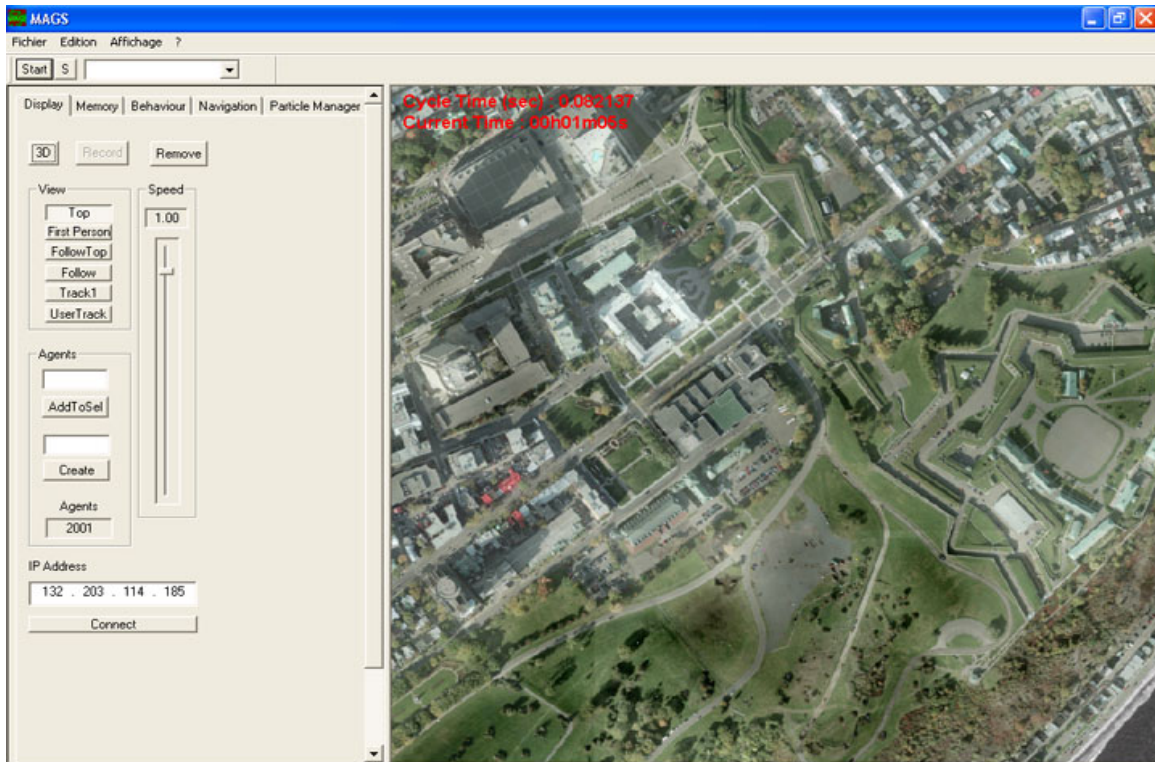 MAGS
Fichier Edition Affichage ?
Start S
Display Memory Behaviour Navigation Particle Manager
Cycle Time (sec) : 0.082137
Current Time : 00h01m06s
3D Record Remove
View Speed
Top 1.00
First Person
FollowTop
Follow
Track1
UserTrack
Agents
AddToSel
Create
Agents
2001
IP Address
132 . 203 . 114 . 185
Connect